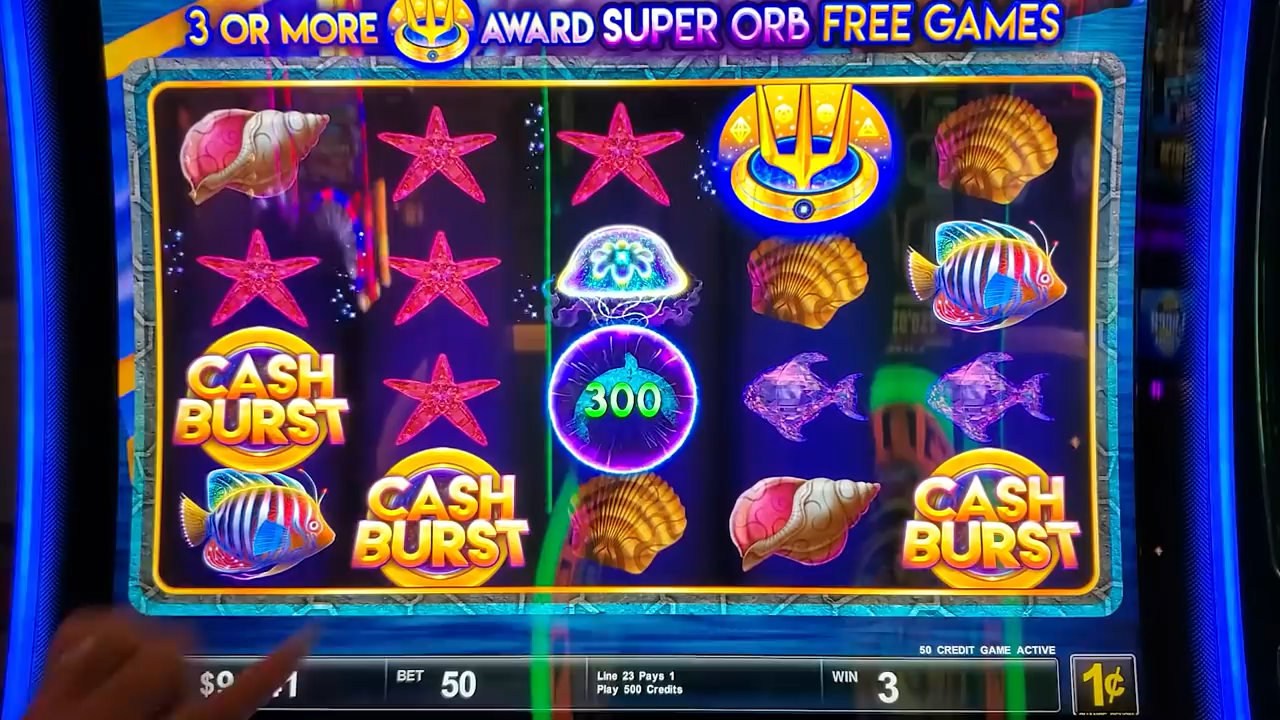 3 OR MORE AWARD SUPER ORB FREE GAMES
CASH
BURST
300
CASH
BURST
CASH
BURST
50 CREDIT GAME ACTIVE
BET 50
Line 23 Pays 1
Play 500 Credits
WIN 3
1¢